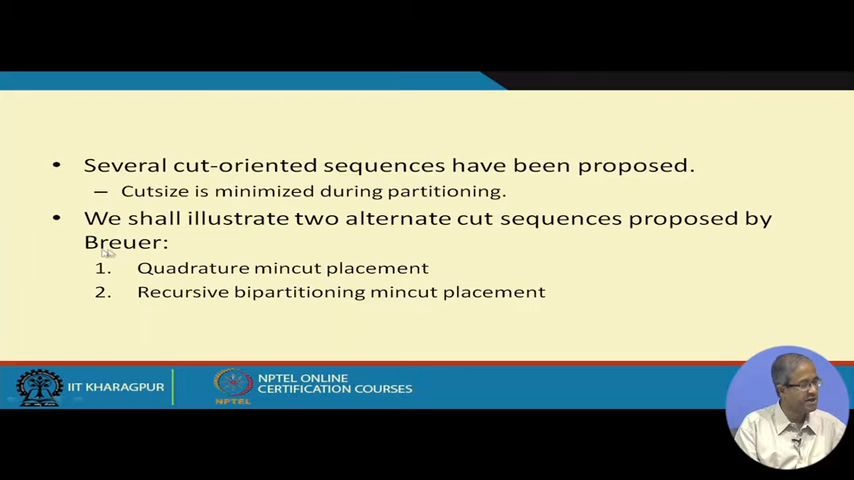 • Several cut-oriented sequences have been proposed.
– Cutsize is minimized during partitioning.
• We shall illustrate two alternate cut sequences proposed by
Breuer:
1. Quadrature mincut placement
2. Recursive bipartitioning mincut placement
IIT KHARAGPUR
NPTEL
NPTEL ONLINE
CERTIFICATION COURSES